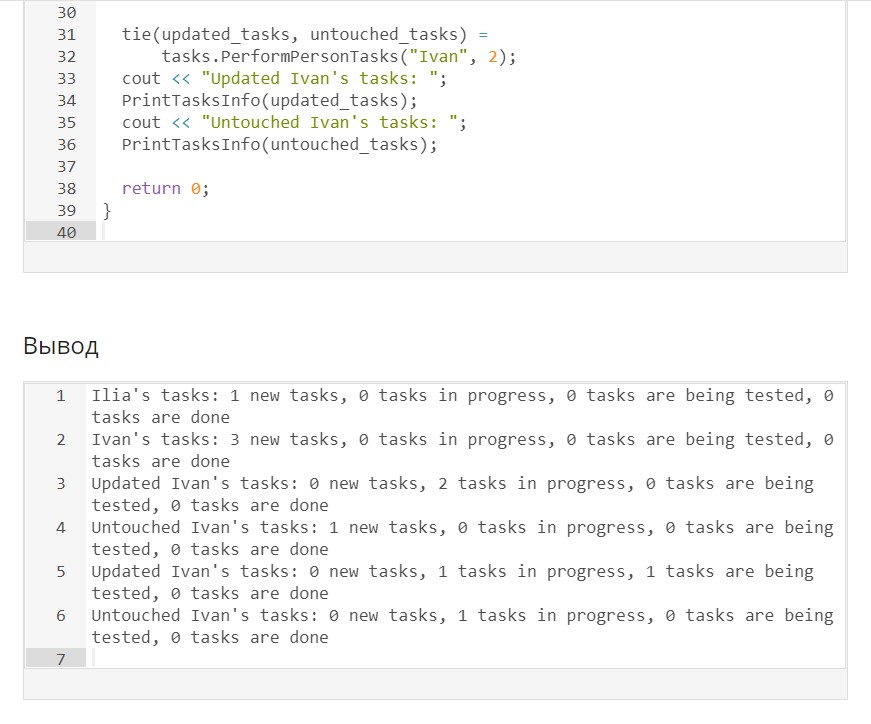 30
31 tie(updated_tasks, untouched_tasks) =
32 tasks.PerformPersonTasks("Ivan", 2);
33 cout << "Updated Ivan's tasks: ";
34 PrintTasksInfo(updated_tasks);
35 cout << "Untouched Ivan's tasks: ";
36 PrintTasksInfo(untouched_tasks);
37
38 return 0;
39 }
40
Вывод
1 Ilia's tasks: 1 new tasks, 0 tasks in progress, 0 tasks are being tested, 0
tasks are done
2 Ivan's tasks: 3 new tasks, 0 tasks in progress, 0 tasks are being tested, 0
tasks are done
3 Updated Ivan's tasks: 0 new tasks, 2 tasks in progress, 0 tasks are being
tested, 0 tasks are done
4 Untouched Ivan's tasks: 1 new tasks, 0 tasks in progress, 0 tasks are being
tested, 0 tasks are done
5 Updated Ivan's tasks: 0 new tasks, 1 tasks in progress, 1 tasks are being
tested, 0 tasks are done
6 Untouched Ivan's tasks: 0 new tasks, 1 tasks in progress, 0 tasks are being
tested, 0 tasks are done
7